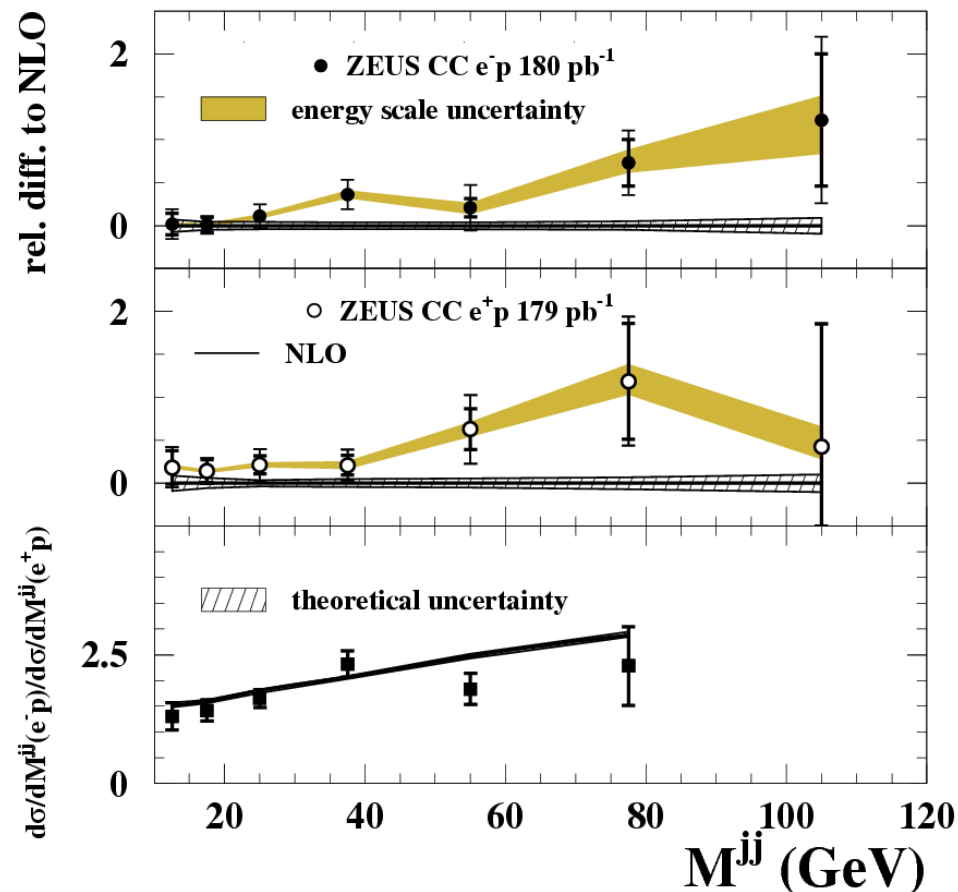 rel. diff. to NLO
2
0
ZEUS CC e⁻p 180 pb⁻¹
energy scale uncertainty
2
0
ZEUS CC e⁺p 179 pb⁻¹
NLO
dσ/dMʲʲ(e⁻p)/dσ/dMʲʲ(e⁺p)
2.5
0
theoretical uncertainty
20 40 60 80 100 120
Mʲʲ (GeV)